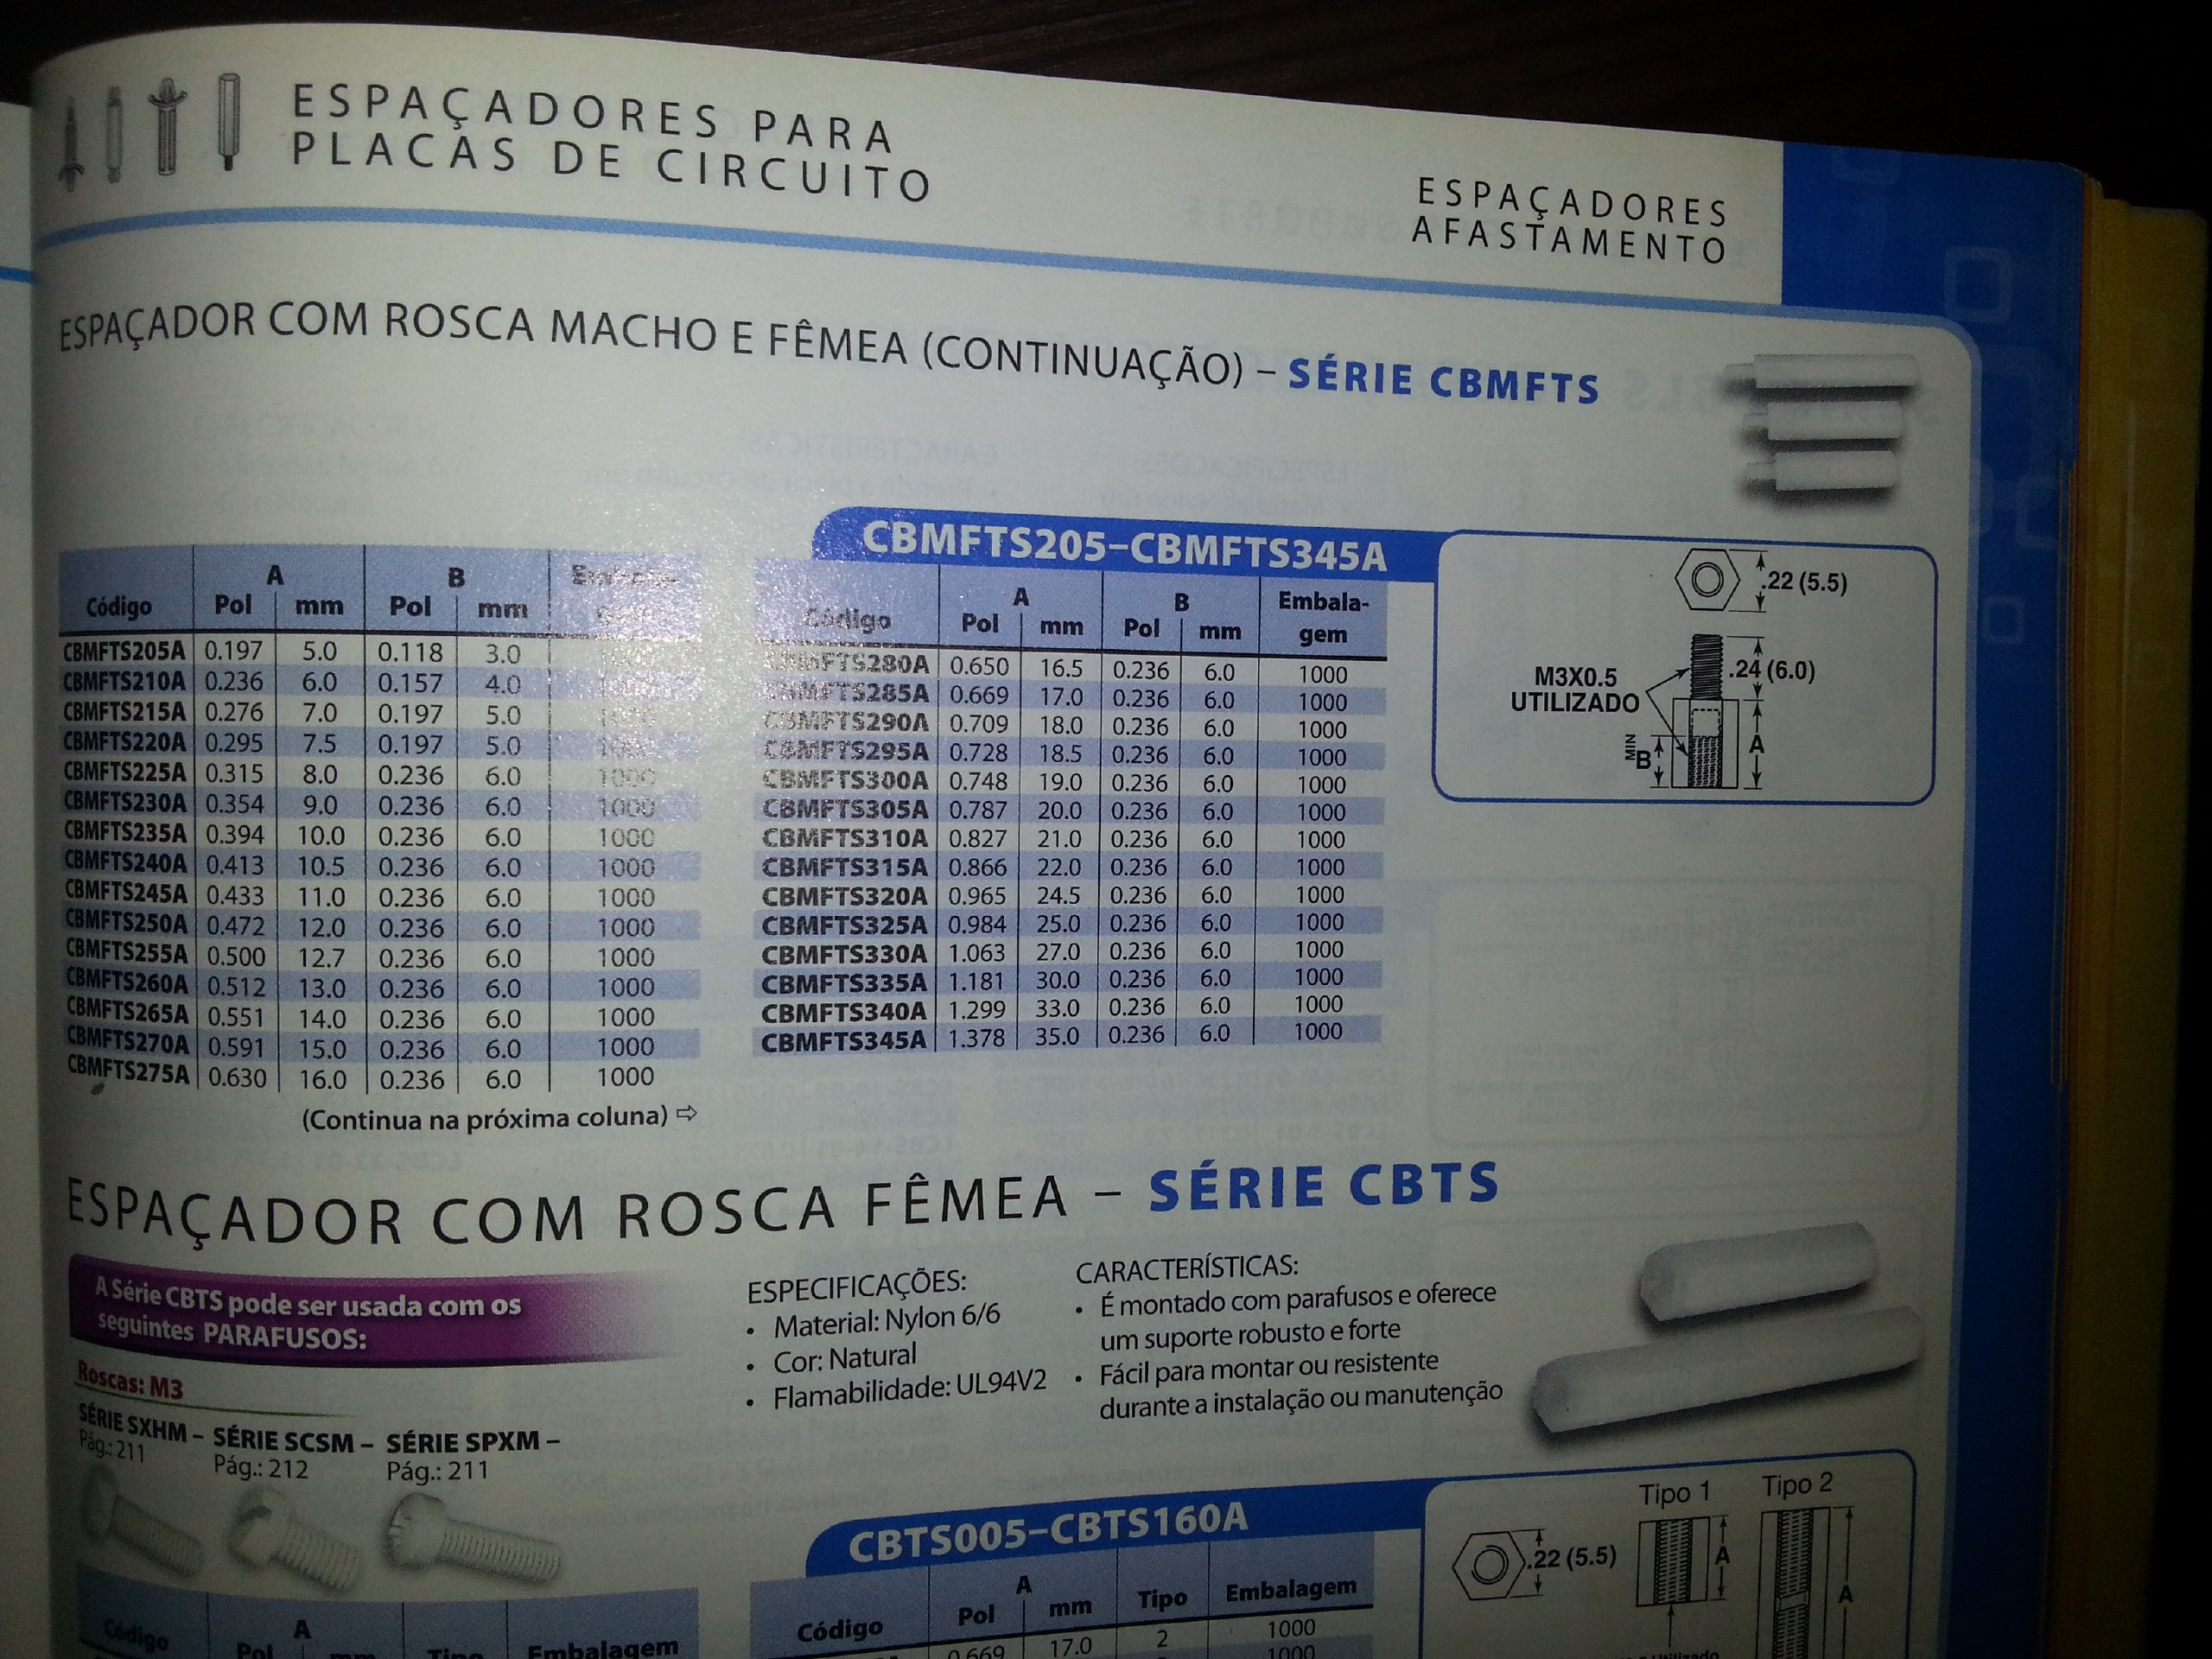 ESPAÇADORES PARA
PLACAS DE CIRCUITO
ESPAÇADORES
AFASTAMENTO
ESPAÇADOR COM ROSCA MACHO E FÊMEA (CONTINUAÇÃO) – SÉRIE CBMFTS
A B
Código Pol mm Pol mm
CBMFTS205A 0.197 5.0 0.118 3.0
CBMFTS210A 0.236 6.0 0.157 4.0
CBMFTS215A 0.276 7.0 0.197 5.0 1000
CBMFTS220A 0.295 7.5 0.197 5.0 1000
CBMFTS225A 0.315 8.0 0.236 6.0 1000
CBMFTS230A 0.354 9.0 0.236 6.0 1000
CBMFTS235A 0.394 10.0 0.236 6.0 1000
CBMFTS240A 0.413 10.5 0.236 6.0 1000
CBMFTS245A 0.433 11.0 0.236 6.0 1000
CBMFTS250A 0.472 12.0 0.236 6.0 1000
CBMFTS255A 0.500 12.7 0.236 6.0 1000
CBMFTS260A 0.512 13.0 0.236 6.0 1000
CBMFTS265A 0.551 14.0 0.236 6.0 1000
CBMFTS270A 0.591 15.0 0.236 6.0 1000
CBMFTS275A 0.630 16.0 0.236 6.0 1000
(Continua na próxima coluna) ⇨
CBMFTS205–CBMFTS345A
A B Embala-
Código Pol mm Pol mm gem
CBMFTS280A 0.650 16.5 0.236 6.0 1000
CBMFTS285A 0.669 17.0 0.236 6.0 1000
CBMFTS290A 0.709 18.0 0.236 6.0 1000
CBMFTS295A 0.728 18.5 0.236 6.0 1000
CBMFTS300A 0.748 19.0 0.236 6.0 1000
CBMFTS305A 0.787 20.0 0.236 6.0 1000
CBMFTS310A 0.827 21.0 0.236 6.0 1000
CBMFTS315A 0.866 22.0 0.236 6.0 1000
CBMFTS320A 0.965 24.5 0.236 6.0 1000
CBMFTS325A 0.984 25.0 0.236 6.0 1000
CBMFTS330A 1.063 27.0 0.236 6.0 1000
CBMFTS335A 1.181 30.0 0.236 6.0 1000
CBMFTS340A 1.299 33.0 0.236 6.0 1000
CBMFTS345A 1.378 35.0 0.236 6.0 1000
.22 (5.5)
.24 (6.0)
M3X0.5
UTILIZADO
MIN
B
A
ESPAÇADOR COM ROSCA FÊMEA – SÉRIE CBTS
A Série CBTS pode ser usada com os
seguintes PARAFUSOS:
Roscas: M3
SÉRIE SXHM – SÉRIE SCSM – SÉRIE SPXM –
Pág.: 211 Pág.: 212 Pág.: 211
ESPECIFICAÇÕES:
• Material: Nylon 6/6
• Cor: Natural
• Flamabilidade: UL94V2
CARACTERÍSTICAS:
• É montado com parafusos e oferece
um suporte robusto e forte
• Fácil para montar ou resistente
durante a instalação ou manutenção
A
Código Pol mm Tipo Embalagem
CBTS005–CBTS160A
A
Código Pol mm Tipo Embalagem
0.669 17.0 2 1000
1000
Tipo 1 Tipo 2
.22 (5.5)
A
A